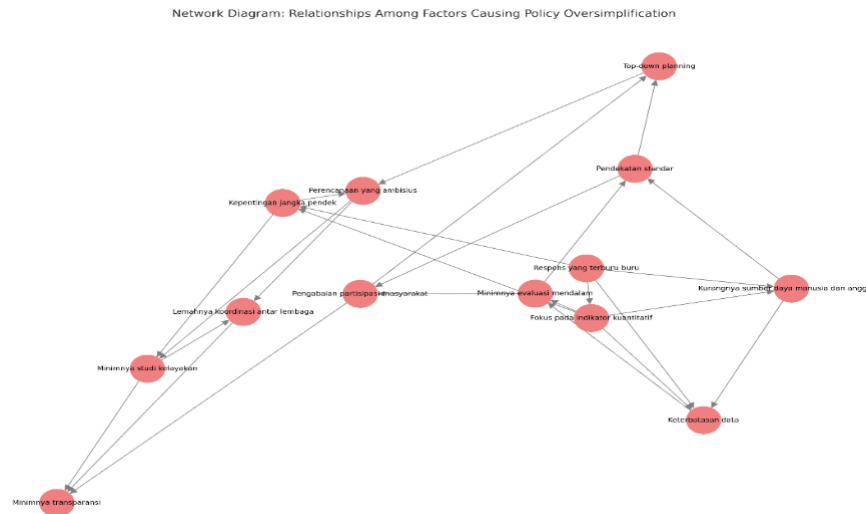 Network Diagram: Relationships Among Factors Causing Policy Oversimplification
Top-down planning
Pendekatan standar
Perencanaan yang ambisius
Kepentingan jangka pendek
Respons yang terburu buru
Kurongnya sumber daya manusia dan angg
Pengabaian partisipasi masyarakat
Minimnya evaluasi mendalam
Lemahnya koordinasi antar lembaga
Fokus pada indikator kuantitatif
Minimnya studi kelayakan
Keterbatasan data
Minimnya transparansi